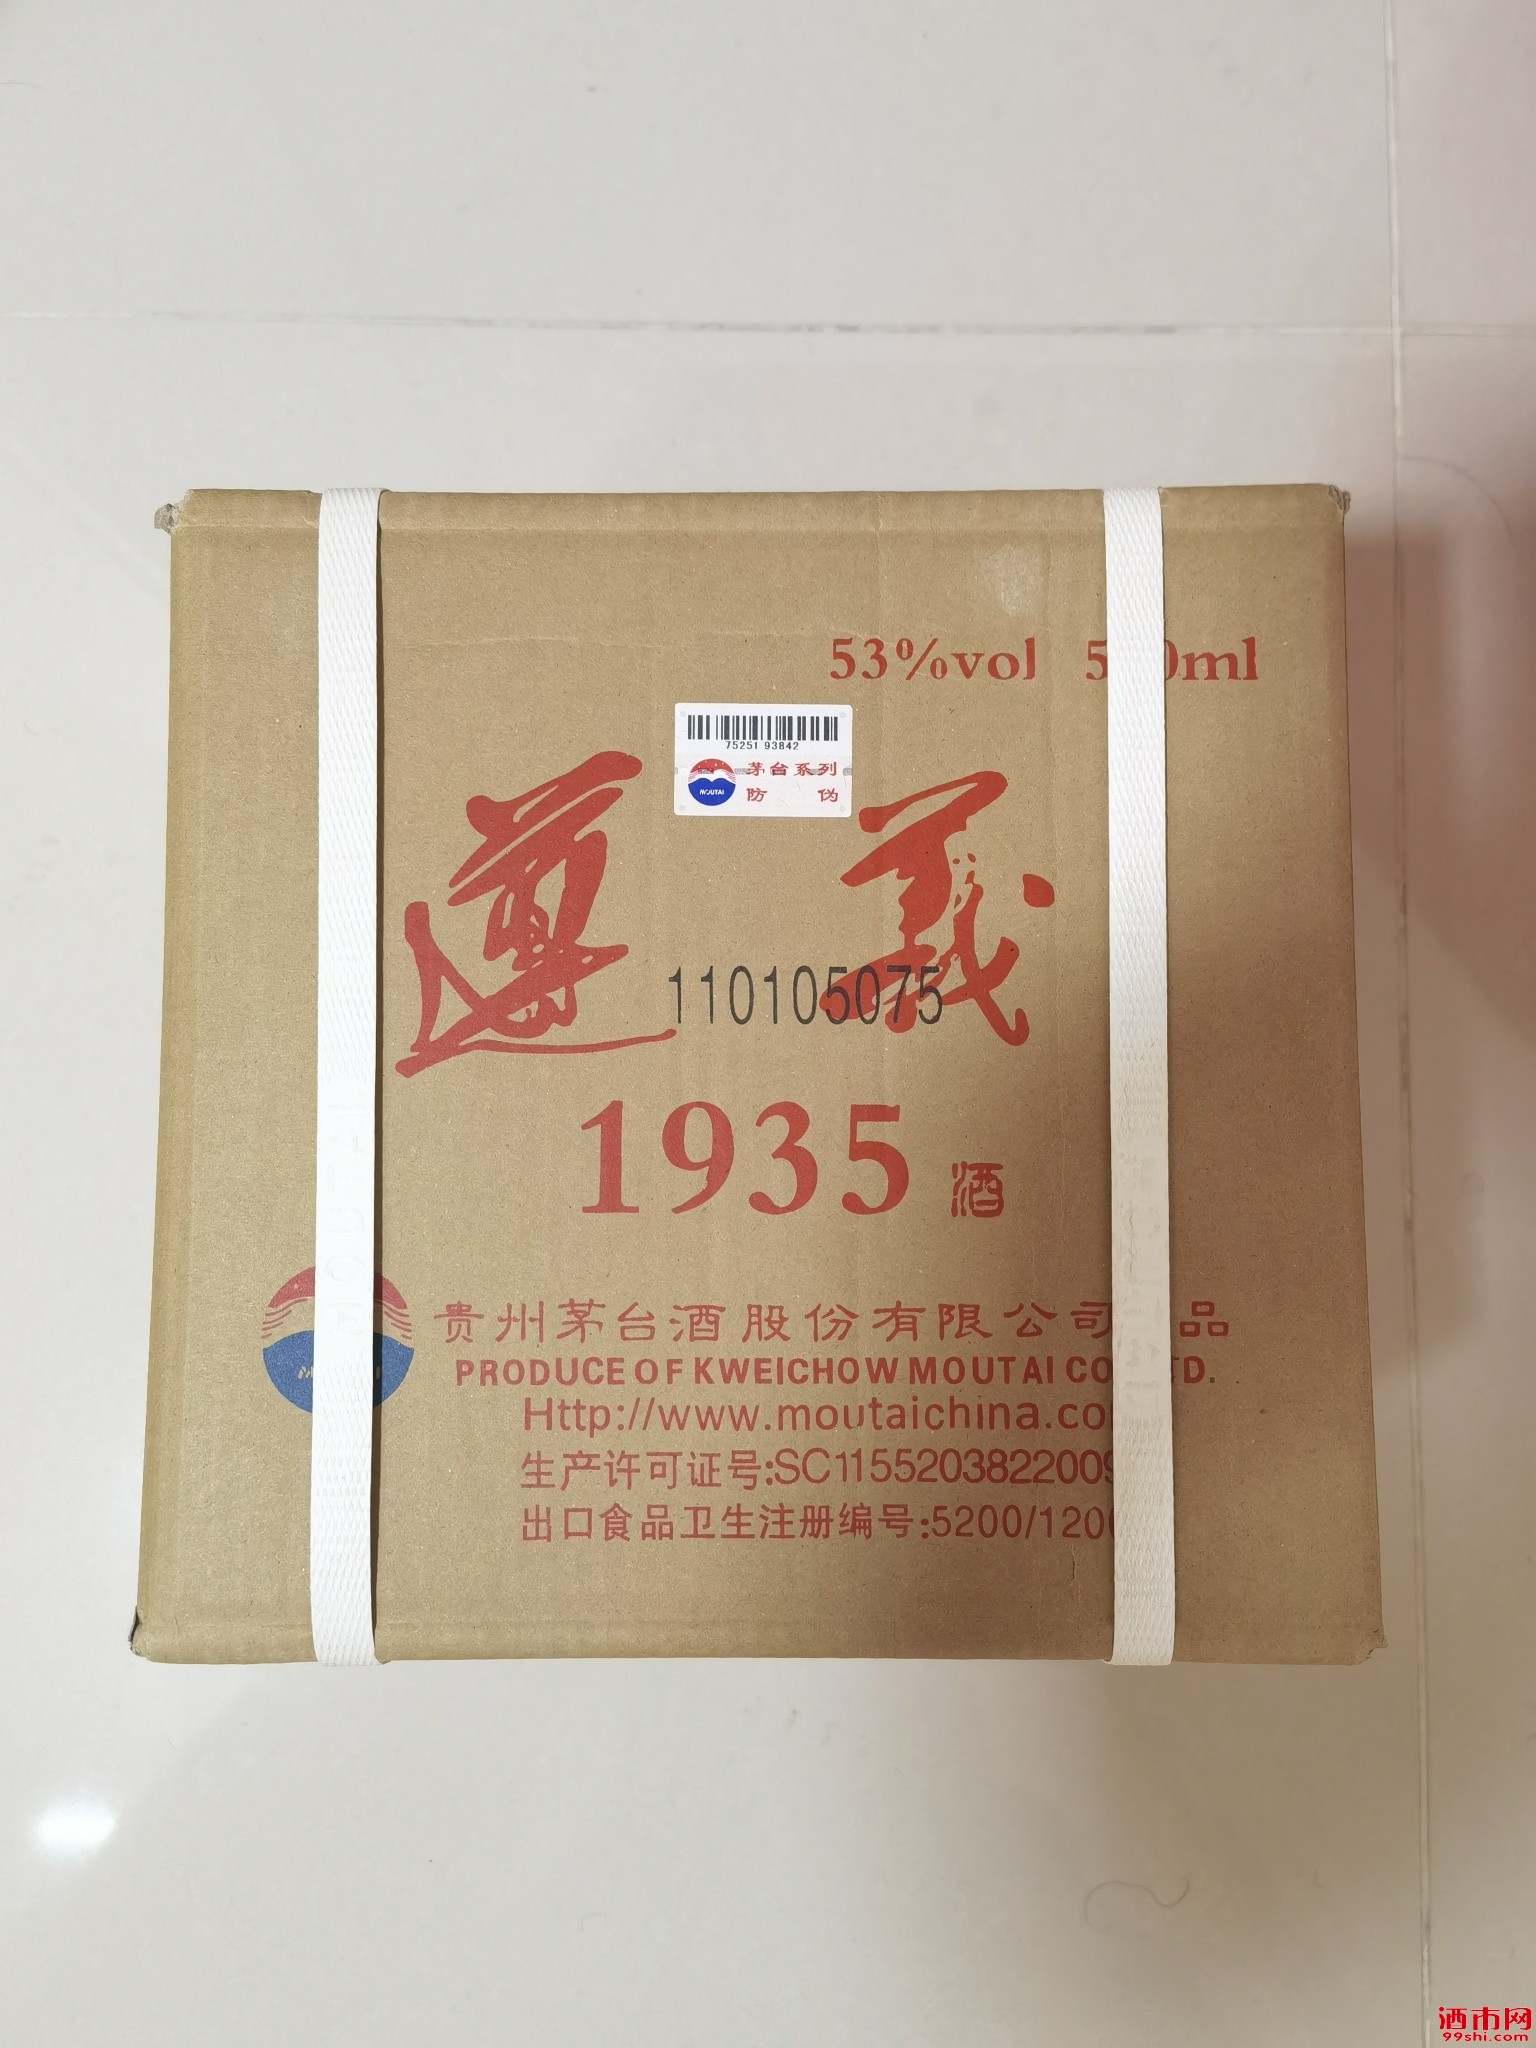 53%vol 5 0ml
75251 93842
茅台系列
防 伪
MOUTAI
遵 义
110105075
1935 酒
贵州茅台酒股份有限公司 品
PRODUCE OF KWEICHOW MOUTAI CO TD.
Http://www.moutaichina.co
生产许可证号:SC1155203822009
出口食品卫生注册编号:5200/120
酒市网
99shi.com